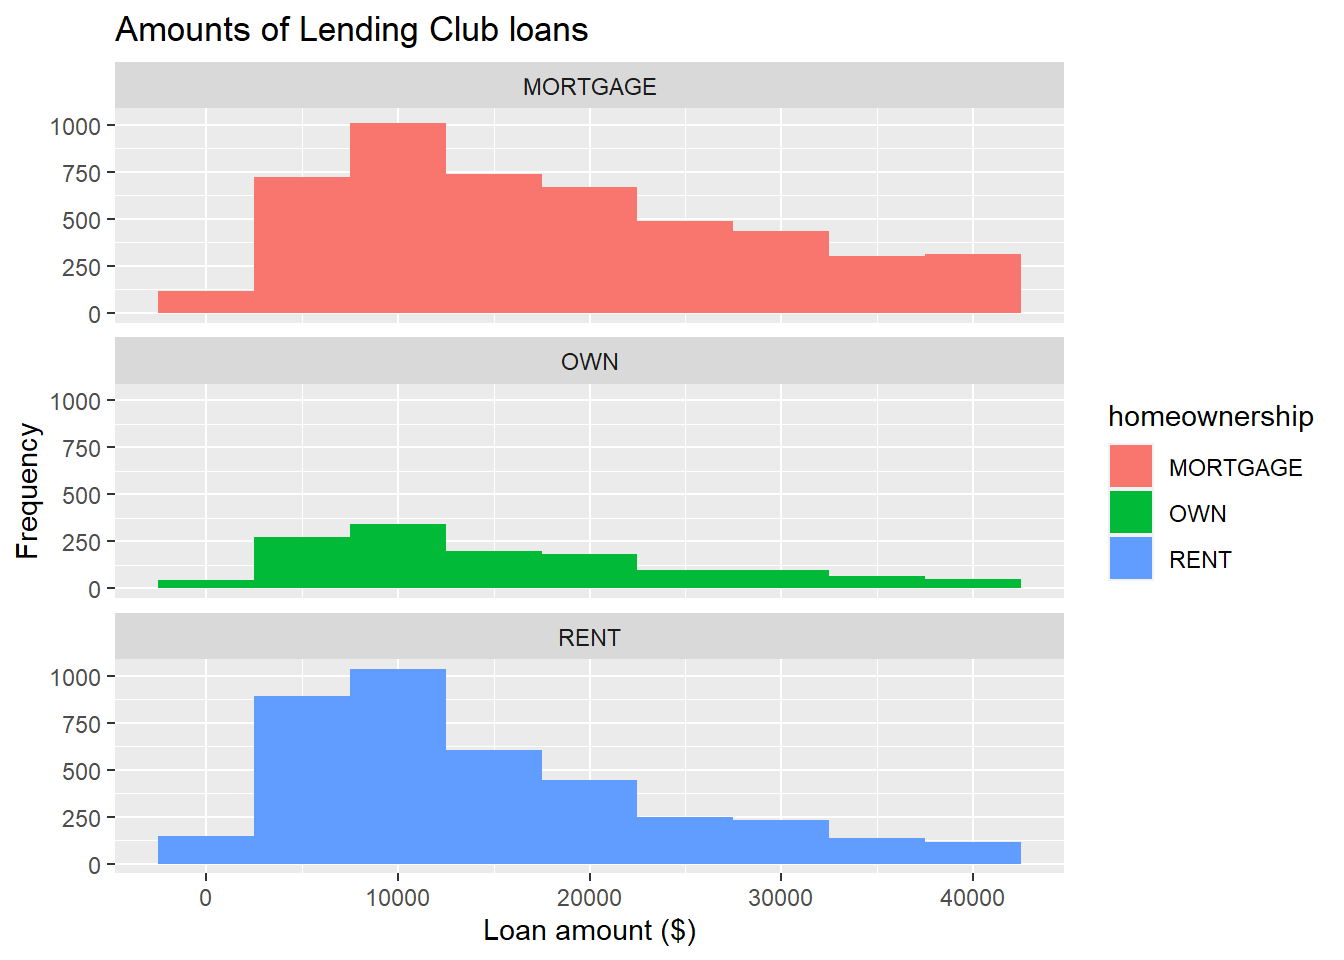 Amounts of Lending Club loans
MORTGAGE
1000
750
500
250
0
OWN
1000
750
500
250
0
RENT
1000
750
500
250
0
0 10000 20000 30000 40000
Loan amount ($)
Frequency
homeownership
MORTGAGE
OWN
RENT